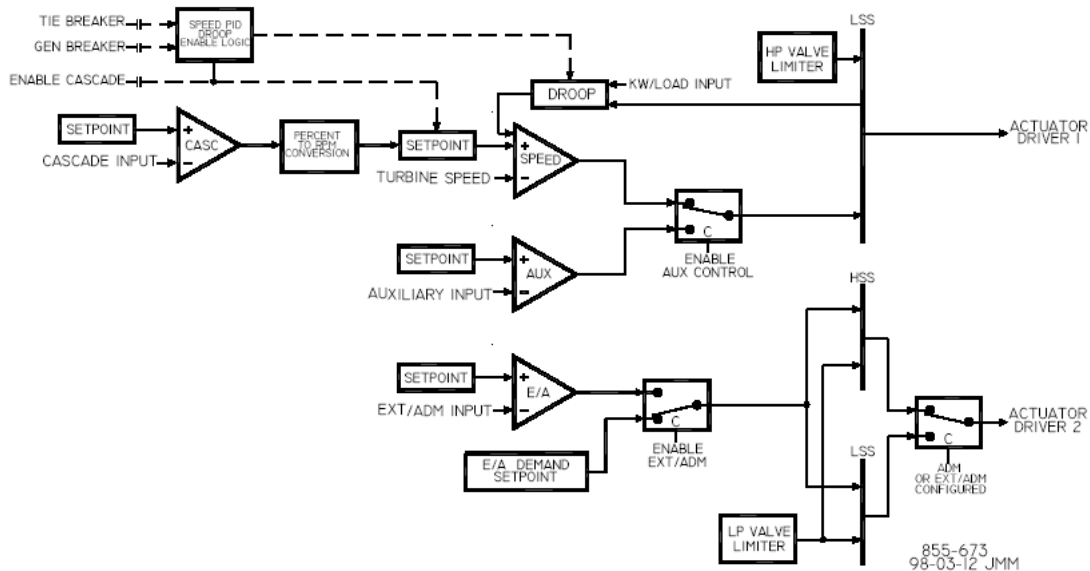 TIE BREAKER
GEN BREAKER
ENABLE CASCADE
SPEED PID
DROOP
ENABLE LOGIC
LSS
HP VALVE
LIMITER
KW/LOAD INPUT
DROOP
SETPOINT
+
CASC
-
CASCADE INPUT
PERCENT
TO RPM
CONVERSION
SETPOINT
+
SPEED
-
TURBINE SPEED
ACTUATOR
DRIVER 1
C
ENABLE
AUX CONTROL
SETPOINT
+
AUX
-
AUXILIARY INPUT
HSS
SETPOINT
+
E/A
-
EXT/ADM INPUT
C
ENABLE
EXT/ADM
E/A DEMAND
SETPOINT
ACTUATOR
DRIVER 2
C
ADM
OR EXT/ADM
CONFIGURED
LSS
LP VALVE
LIMITER
855-673
98-03-12 JMM